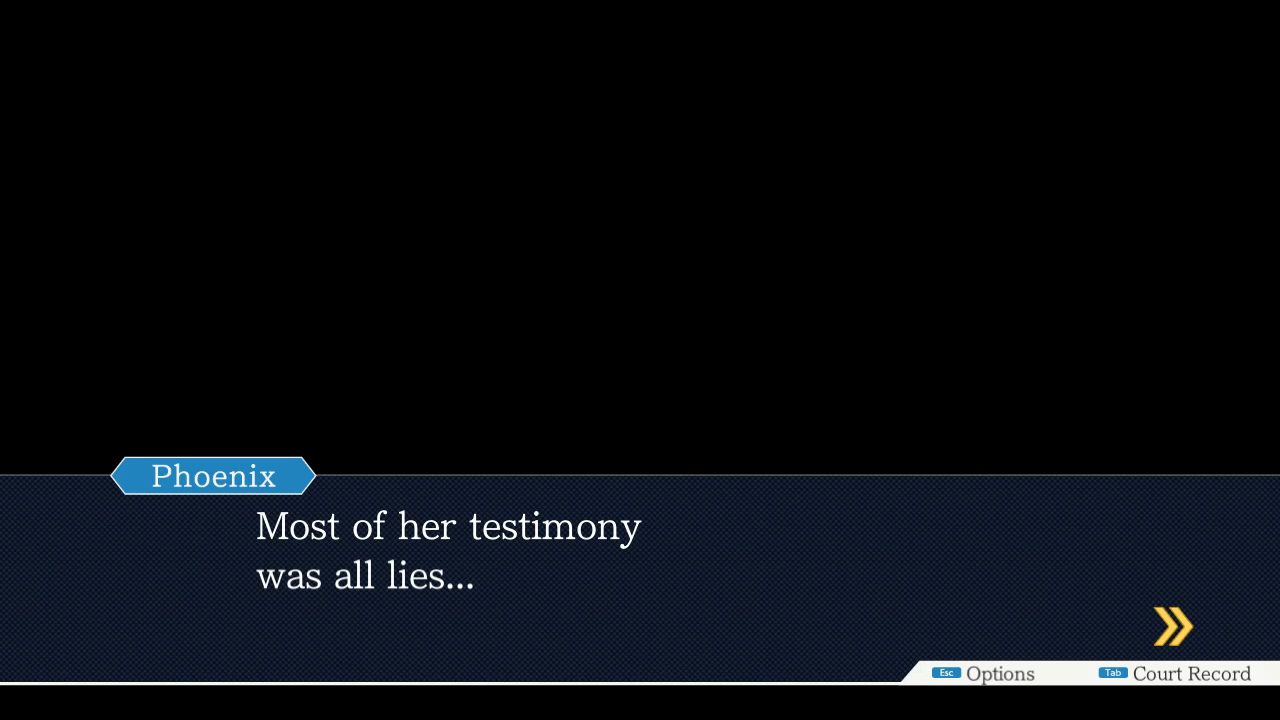 Phoenix
Most of her testimony
was all lies...
Esc Options Tab Court Record